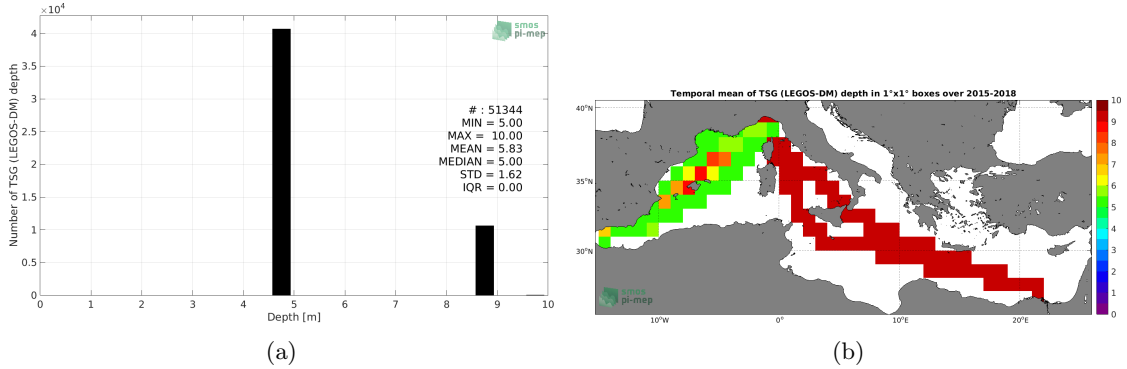 ×10⁴
4
3.5
3
2.5
2
1.5
1
0.5
0
Number of TSG (LEGOS-DM) depth
smos
pi-mep
# : 51344
MIN = 5.00
MAX = 10.00
MEAN = 5.83
MEDIAN = 5.00
STD = 1.62
IQR = 0.00
0 1 2 3 4 5 6 7 8 9 10
Depth [m]
(a)
Temporal mean of TSG (LEGOS-DM) depth in 1°x1° boxes over 2015-2018
40°N
35°N
30°N
10°W 0° 10°E 20°E
smos
pi-mep
10
9
8
7
6
5
4
3
2
1
0
(b)